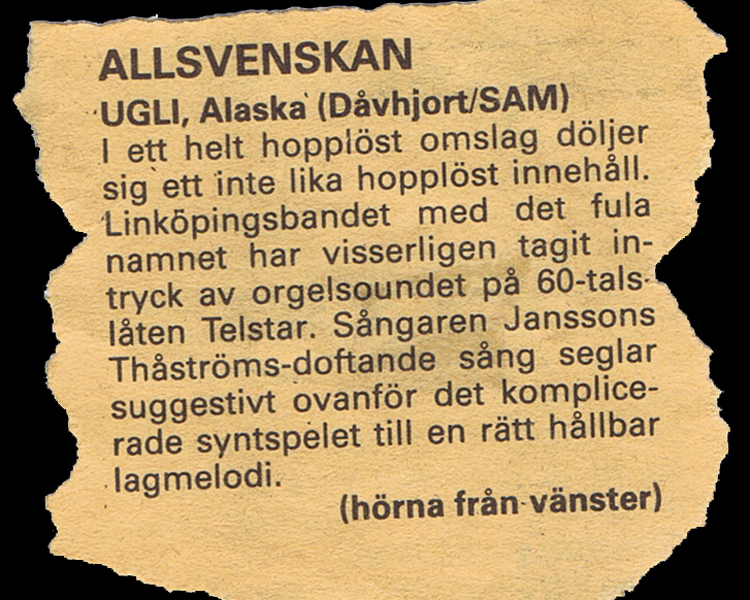 ALLSVENSKAN
UGLI, Alaska (Dåvhjort/SAM)
I ett helt hopplöst omslag döljer
sig ett inte lika hopplöst innehåll.
Linköpingsbandet med det fula
namnet har visserligen tagit in-
tryck av orgelsoundet på 60-tals-
låten Telstar. Sångaren Janssons
Thåströms-doftande sång seglar
suggestivt ovanför det komplice-
rade syntspelet till en rätt hållbar
lagmelodi.
(hörna från vänster)